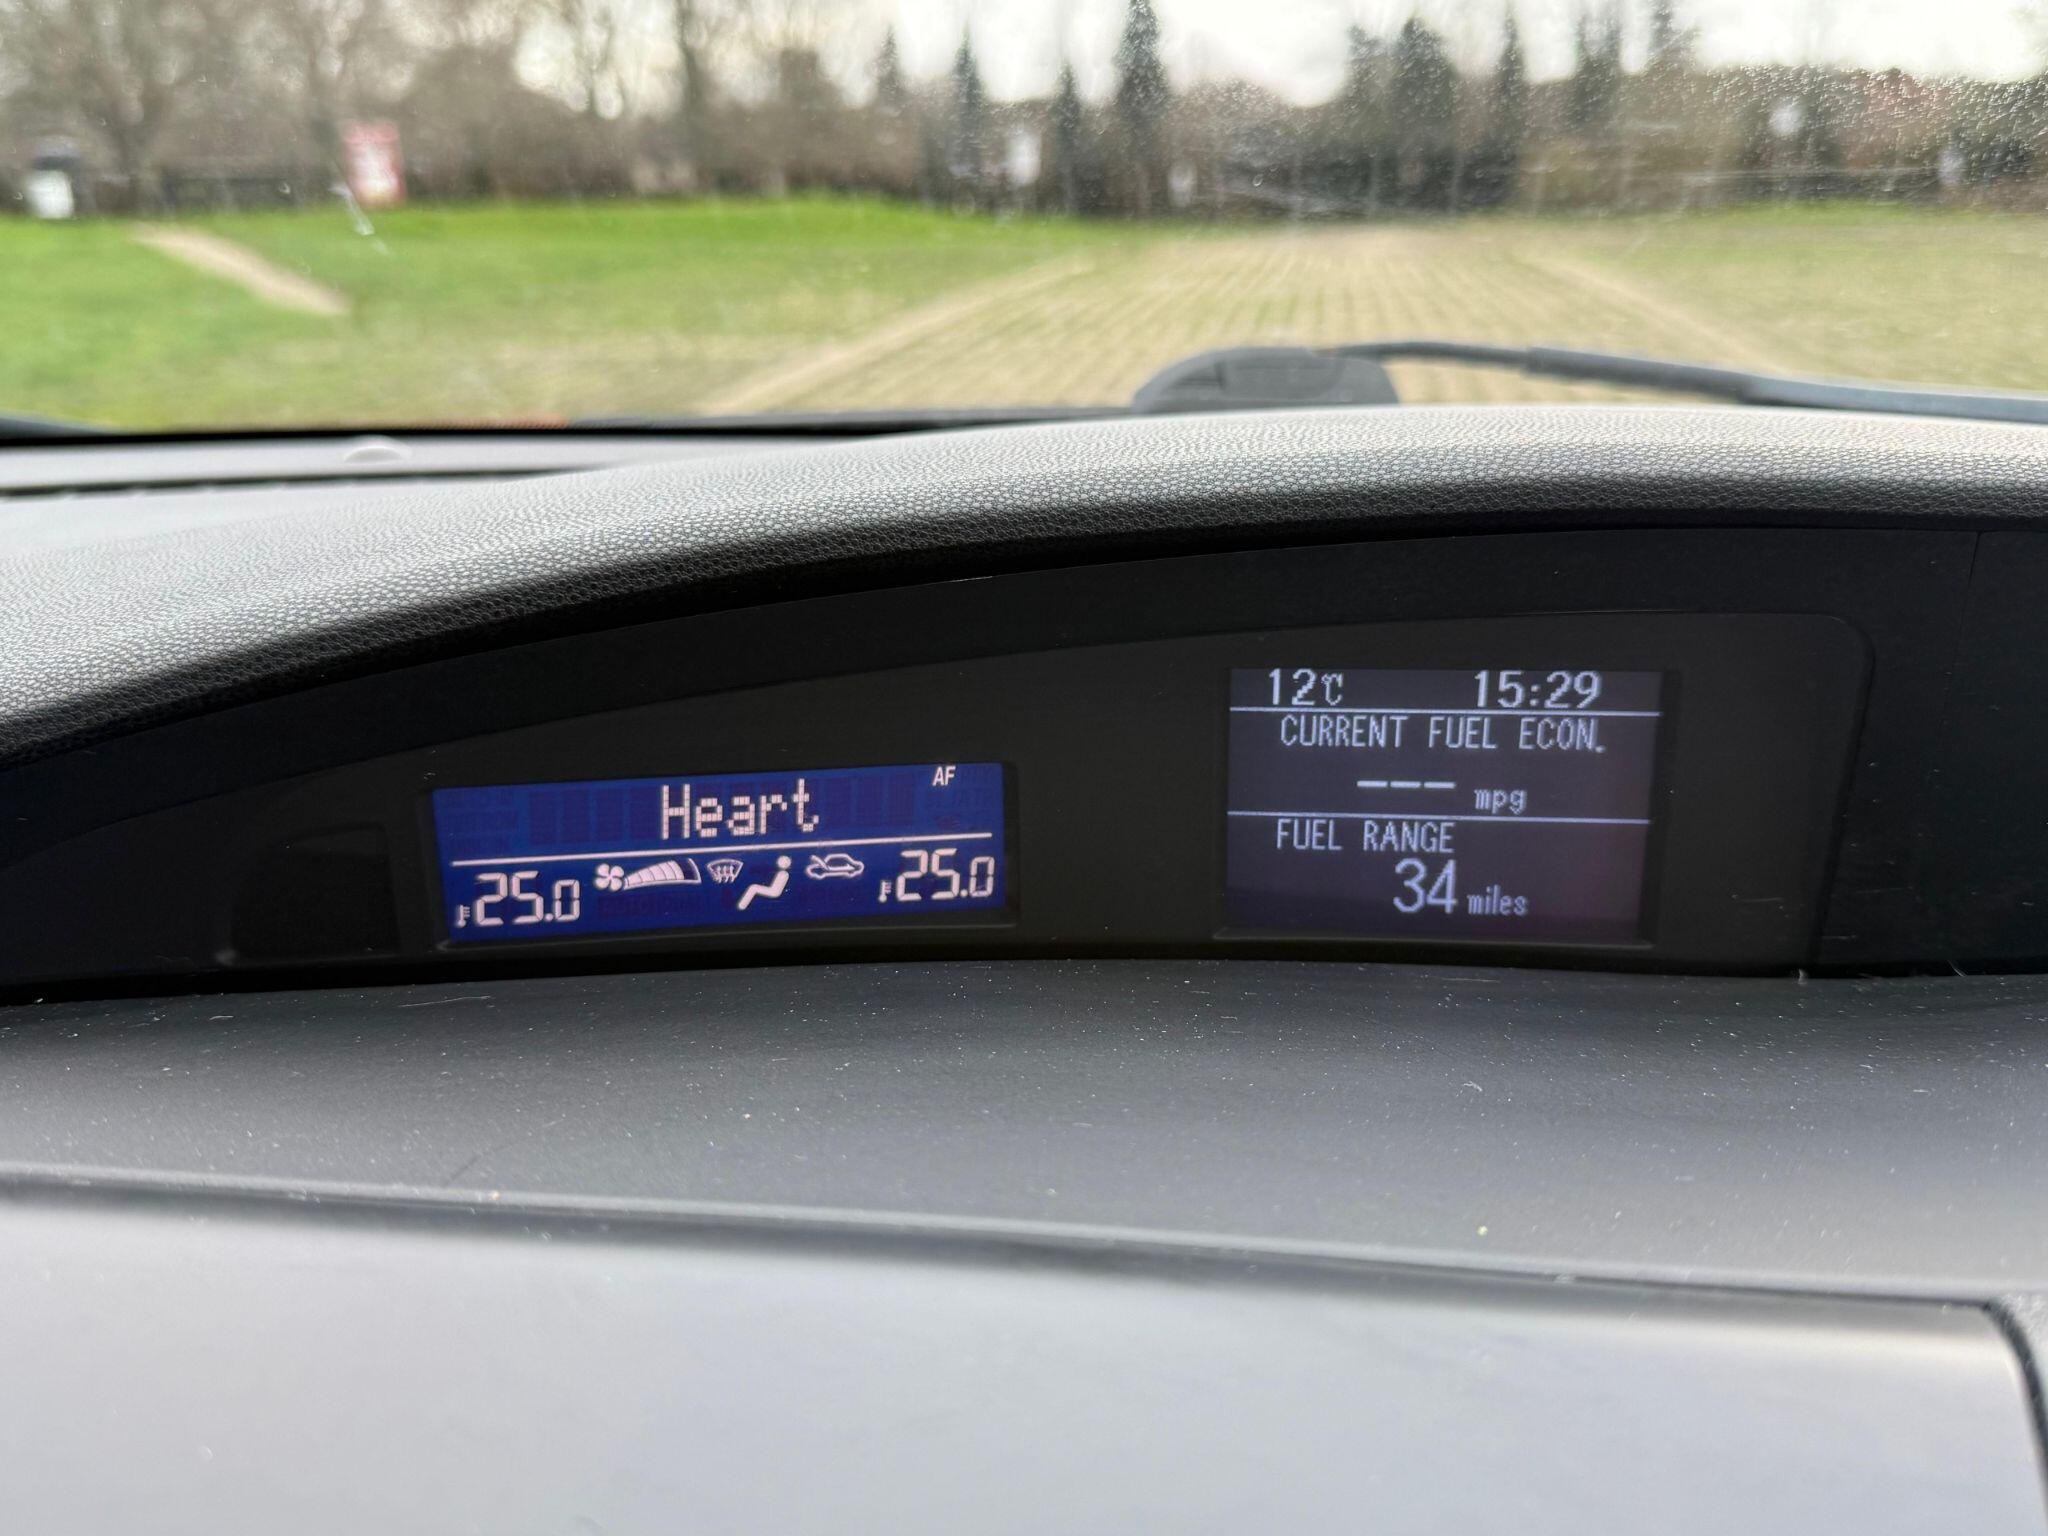 AF
Heart
25.0 25.0
12℃ 15:29
CURRENT FUEL ECON.
--- mpg
FUEL RANGE
34 miles